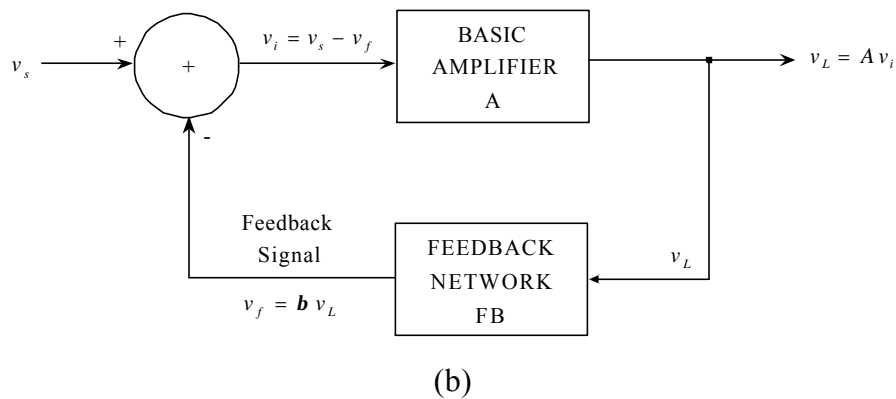 +
v_s
+
-
v_i = v_s − v_f
BASIC
AMPLIFIER
A
v_L = A v_i
Feedback
Signal
v_f = b v_L
FEEDBACK
NETWORK
FB
v_L
(b)